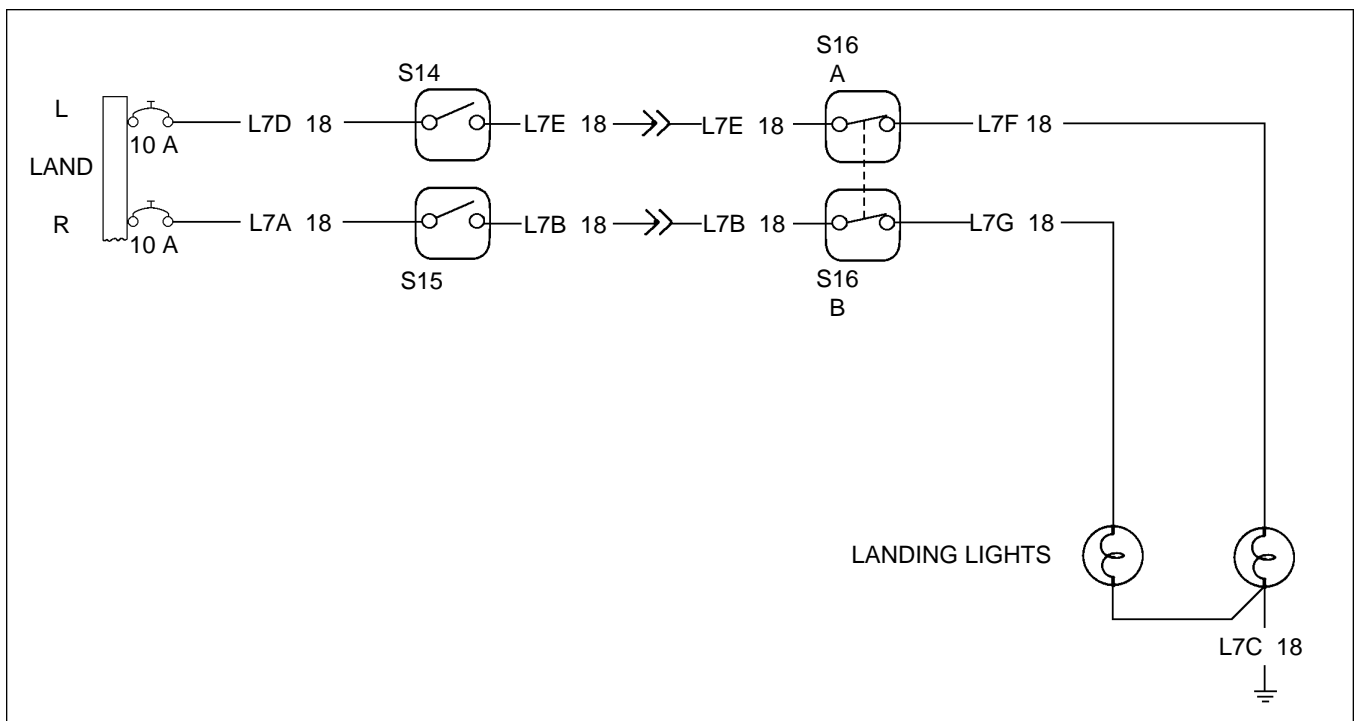 S14
S16
A
L
10 A
L7D 18
L7E 18
L7E 18
L7F 18
LAND
R
10 A
L7A 18
L7B 18
L7B 18
L7G 18
S15
S16
B
LANDING LIGHTS
L7C 18